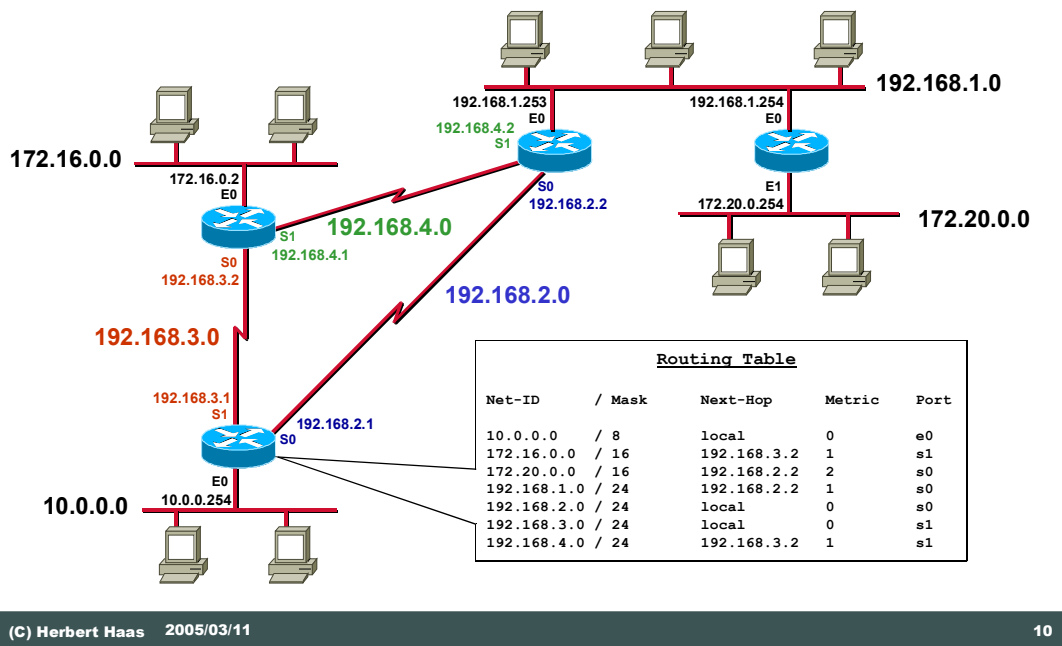 192.168.1.0
192.168.1.253
E0
192.168.1.254
E0
192.168.4.2
S1
172.16.0.0
172.16.0.2
E0
S0
192.168.2.2
E1
172.20.0.254
172.20.0.0
S1
192.168.4.1
192.168.4.0
S0
192.168.3.2
192.168.2.0
192.168.3.0
192.168.3.1
S1
192.168.2.1
S0
E0
10.0.0.254
10.0.0.0
Routing Table
Net-ID / Mask Next-Hop Metric Port
10.0.0.0 / 8 local 0 e0
172.16.0.0 / 16 192.168.3.2 1 s1
172.20.0.0 / 16 192.168.2.2 2 s0
192.168.1.0 / 24 192.168.2.2 1 s0
192.168.2.0 / 24 local 0 s0
192.168.3.0 / 24 local 0 s1
192.168.4.0 / 24 192.168.3.2 1 s1
(C) Herbert Haas 2005/03/11 10